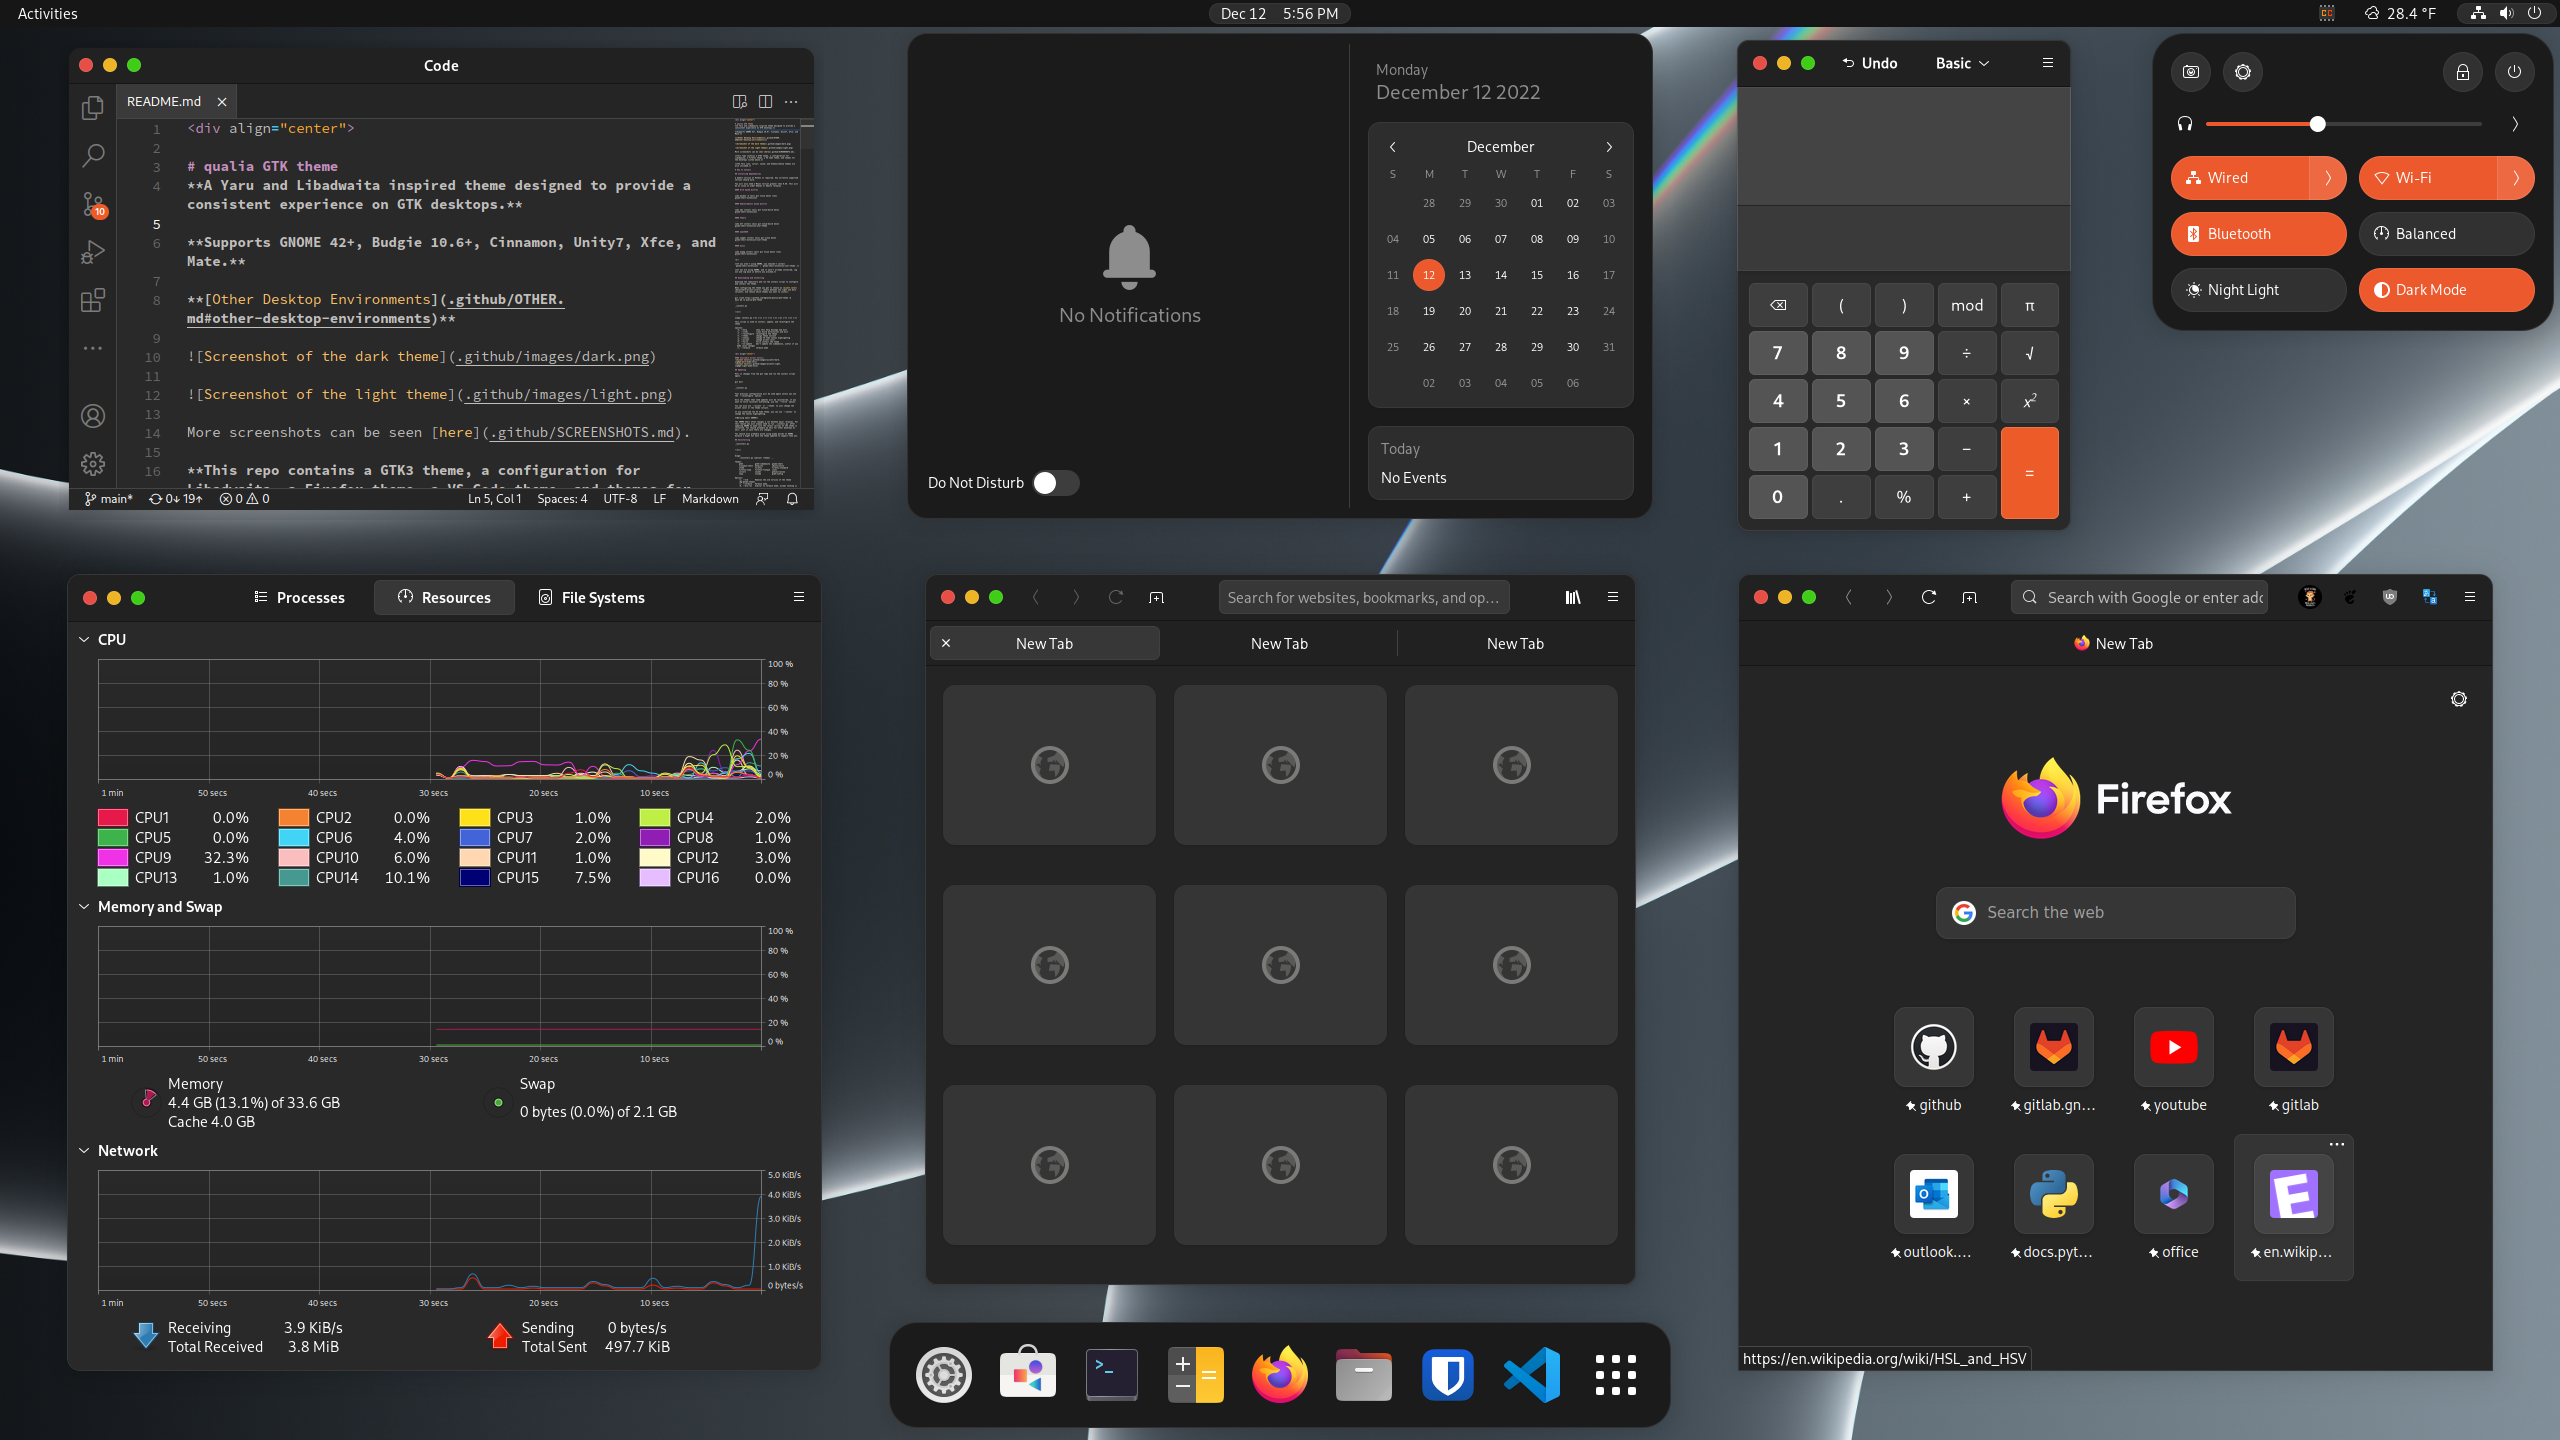 Activities
Dec 12 5:56 PM
28.4 °F
Code
README.md
1 <div align="center">
2
3 # qualia GTK theme
4 **A Yaru and Libadwaita inspired theme designed to provide a
consistent experience on GTK desktops.**
5
6 **Supports GNOME 42+, Budgie 10.6+, Cinnamon, Unity7, Xfce, and
Mate.**
7
8 **[Other Desktop Environments](.github/OTHER.
md#other-desktop-environments)**
9
10 ![Screenshot of the dark theme](.github/images/dark.png)
11
12 ![Screenshot of the light theme](.github/images/light.png)
13
14 More screenshots can be seen [here](.github/SCREENSHOTS.md).
15
16 **This repo contains a GTK3 theme, a configuration for
10
main* 0↓ 19↑ 0 0 Ln 5, Col 1 Spaces: 4 UTF-8 LF Markdown
No Notifications
Do Not Disturb
Monday
December 12 2022
December
S M T W T F S
28 29 30 01 02 03
04 05 06 07 08 09 10
11 12 13 14 15 16 17
18 19 20 21 22 23 24
25 26 27 28 29 30 31
02 03 04 05 06
Today
No Events
Undo Basic
( ) mod π
7 8 9 ÷ √
4 5 6 × x²
1 2 3 − =
0 . % +
Wired Wi-Fi
Bluetooth Balanced
Night Light Dark Mode
Processes Resources File Systems
CPU
100 %
80 %
60 %
40 %
20 %
0 %
1 min 50 secs 40 secs 30 secs 20 secs 10 secs
CPU1 0.0% CPU2 0.0% CPU3 1.0% CPU4 2.0%
CPU5 0.0% CPU6 4.0% CPU7 2.0% CPU8 1.0%
CPU9 32.3% CPU10 6.0% CPU11 1.0% CPU12 3.0%
CPU13 1.0% CPU14 10.1% CPU15 7.5% CPU16 0.0%
Memory and Swap
100 %
80 %
60 %
40 %
20 %
0 %
1 min 50 secs 40 secs 30 secs 20 secs 10 secs
Memory
4.4 GB (13.1%) of 33.6 GB
Cache 4.0 GB
Swap
0 bytes (0.0%) of 2.1 GB
Network
5.0 KiB/s
4.0 KiB/s
3.0 KiB/s
2.0 KiB/s
1.0 KiB/s
0 bytes/s
1 min 50 secs 40 secs 30 secs 20 secs 10 secs
Receiving 3.9 KiB/s
Total Received 3.8 MiB
Sending 0 bytes/s
Total Sent 497.7 KiB
Search for websites, bookmarks, and op…
New Tab New Tab New Tab
Search with Google or enter add
New Tab
Firefox
Search the web
github gitlab.gn… youtube gitlab
outlook.… docs.pyt… office en.wikip…
https://en.wikipedia.org/wiki/HSL_and_HSV